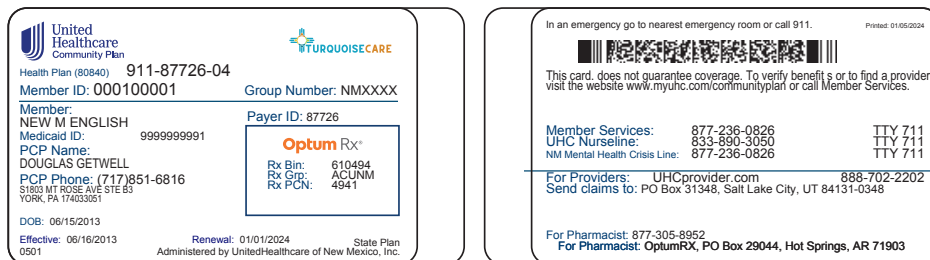 United
Healthcare
Community Plan
TURQUOISECARE
Health Plan (80840) 911-87726-04
Member ID: 000100001 Group Number: NMXXXX
Member:
NEW M ENGLISH
Medicaid ID: 9999999991
PCP Name:
DOUGLAS GETWELL
PCP Phone: (717)851-6816
S1803 MT ROSE AVE STE B3
YORK, PA 174033051
Payer ID: 87726
Optum Rx®
Rx Bin: 610494
Rx Grp: ACUNM
Rx PCN: 4941
DOB: 06/15/2013
Effective: 06/16/2013 Renewal: 01/01/2024 State Plan
0501 Administered by UnitedHealthcare of New Mexico, Inc.
In an emergency go to nearest emergency room or call 911. Printed: 01/05/2024
This card. does not guarantee coverage. To verify benefit s or to find a provider
visit the website www.myuhc.com/communityplan or call Member Services.
Member Services: 877-236-0826 TTY 711
UHC Nurseline: 833-890-3050 TTY 711
NM Mental Health Crisis Line: 877-236-0826 TTY 711
For Providers: UHCprovider.com 888-702-2202
Send claims to: PO Box 31348, Salt Lake City, UT 84131-0348
For Pharmacist: 877-305-8952
For Pharmacist: OptumRX, PO Box 29044, Hot Springs, AR 71903